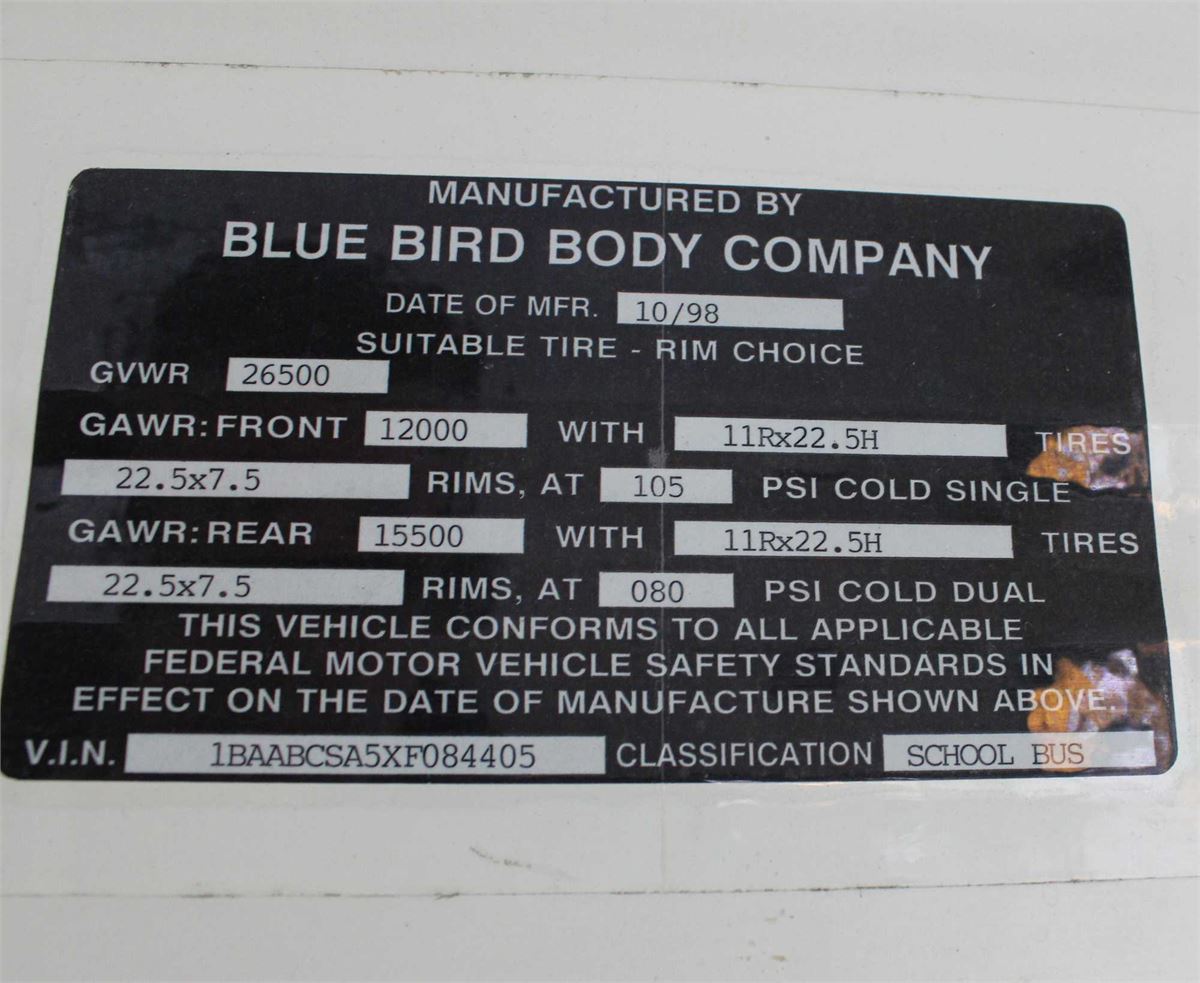 MANUFACTURED BY
BLUE BIRD BODY COMPANY
DATE OF MFR. 10/98
SUITABLE TIRE - RIM CHOICE
GVWR 26500
GAWR: FRONT 12000 WITH 11Rx22.5H TIRES
22.5x7.5 RIMS, AT 105 PSI COLD SINGLE
GAWR: REAR 15500 WITH 11Rx22.5H TIRES
22.5x7.5 RIMS, AT 080 PSI COLD DUAL
THIS VEHICLE CONFORMS TO ALL APPLICABLE
FEDERAL MOTOR VEHICLE SAFETY STANDARDS IN
EFFECT ON THE DATE OF MANUFACTURE SHOWN ABOVE.
V.I.N. 1BAABCSA5XF084405 CLASSIFICATION SCHOOL BUS